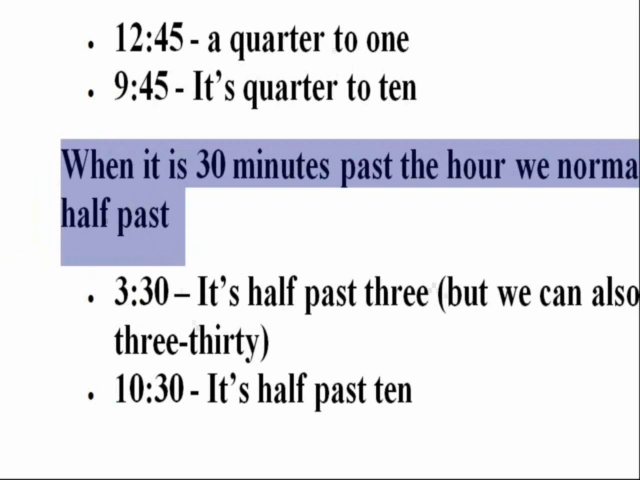 • 12:45 - a quarter to one
• 9:45 - It’s quarter to ten
When it is 30 minutes past the hour we norma
half past
• 3:30 – It’s half past three (but we can also
three-thirty)
• 10:30 - It’s half past ten